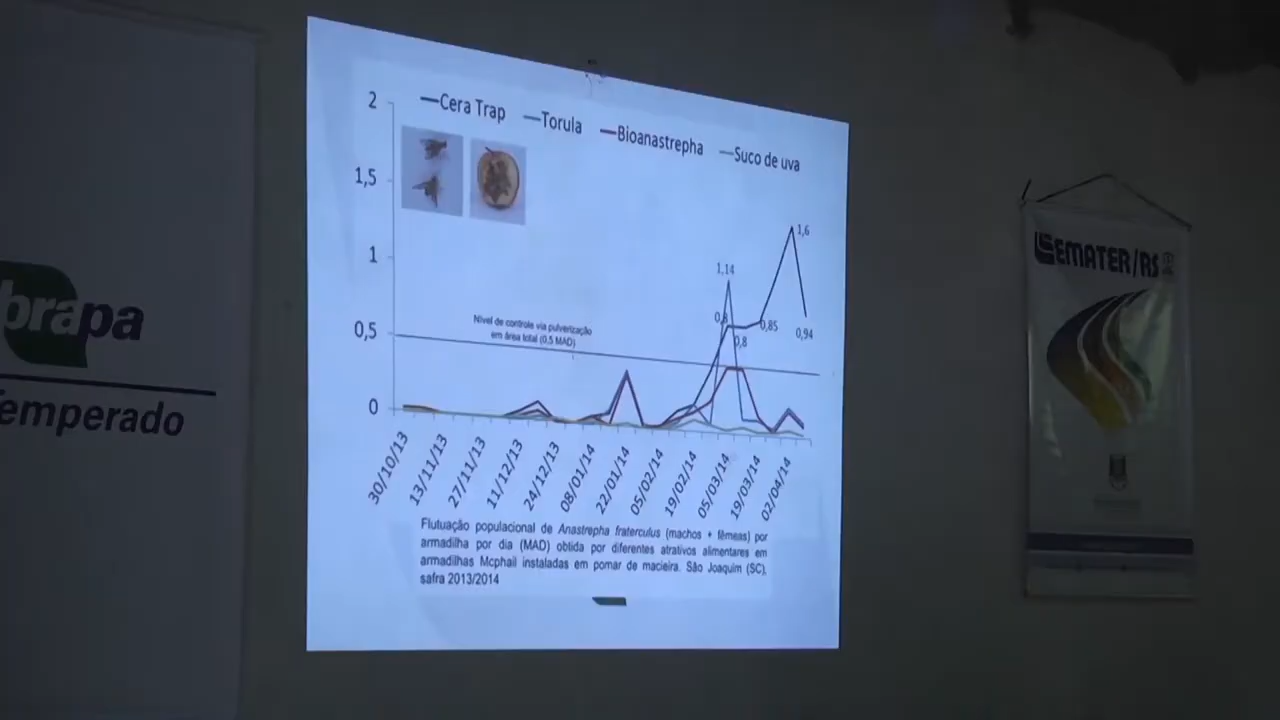 brapa
Temperado
2
1,5
1
0,5
0
Cera Trap
Torula
Bioanastrepha
Suco de uva
1,6
1,14
0,8
0,8
0,85
0,94
Nível de controle via pulverização
em área total (0,5 MAD)
30/10/13
13/11/13
27/11/13
11/12/13
24/12/13
08/01/14
22/01/14
05/02/14
19/02/14
05/03/14
19/03/14
02/04/14
Flutuação populacional de Anastrepha fraterculus (machos + fêmeas) por
armadilha por dia (MAD) obtida por diferentes atrativos alimentares em
armadilhas Mcphail instaladas em pomar de macieira. São Joaquim (SC),
safra 2013/2014
EMATER/RS